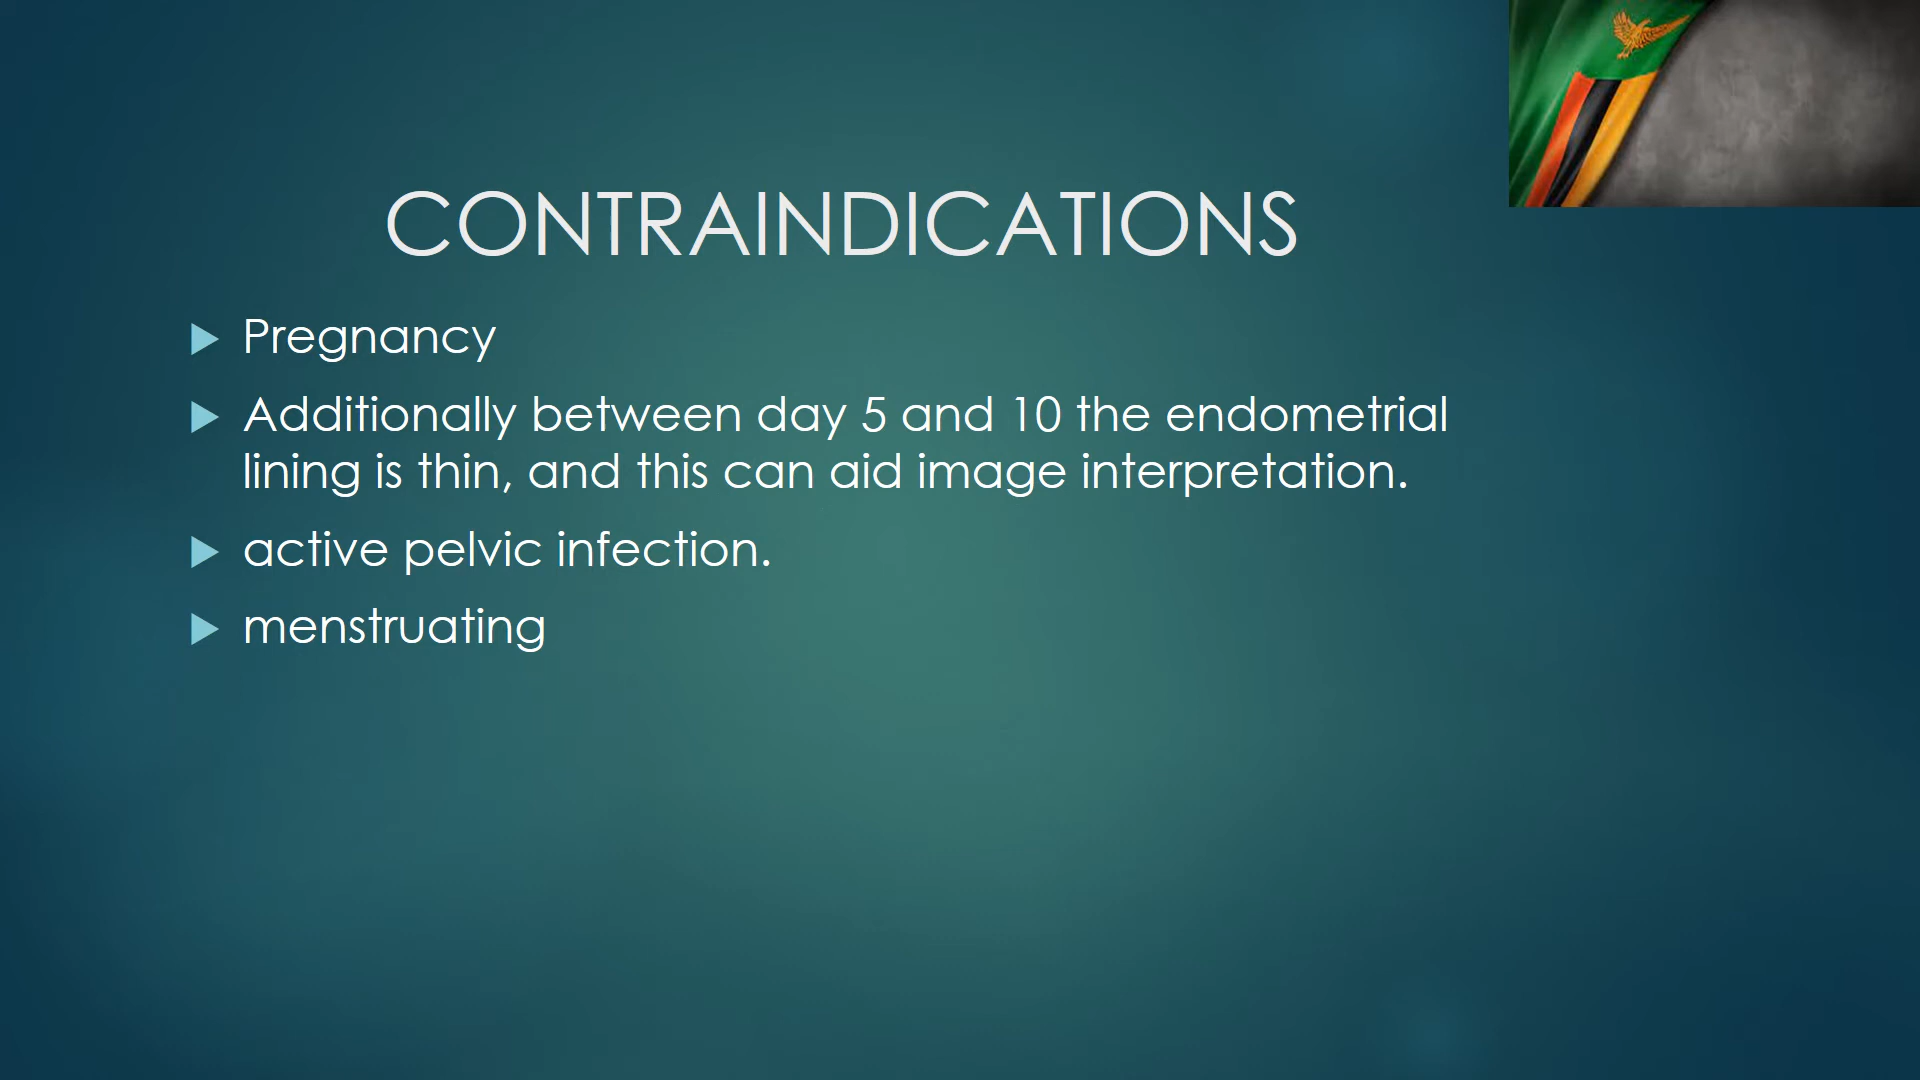 CONTRAINDICATIONS
Pregnancy
Additionally between day 5 and 10 the endometrial
lining is thin, and this can aid image interpretation.
active pelvic infection.
menstruating